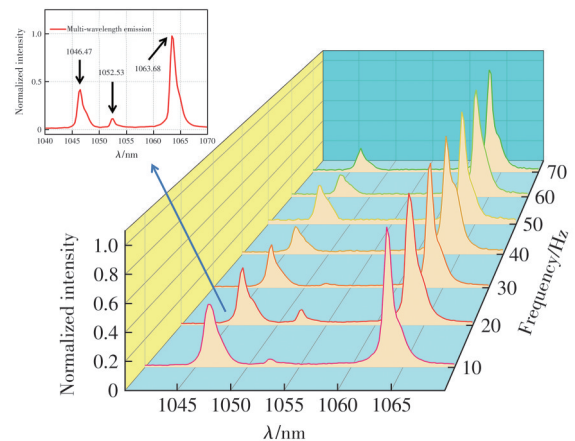 Multi-wavelength emission
1046.47
1052.53
1063.68
Normalized intensity
1.0
0.5
0
1040 1045 1050 1055 1060 1065 1070
λ/nm
Normalized intensity
1.0
0.8
0.6
0.4
0.2
0
1045 1050 1055 1060 1065
λ/nm
70
60
50
40
30
20
10
Frequency/Hz